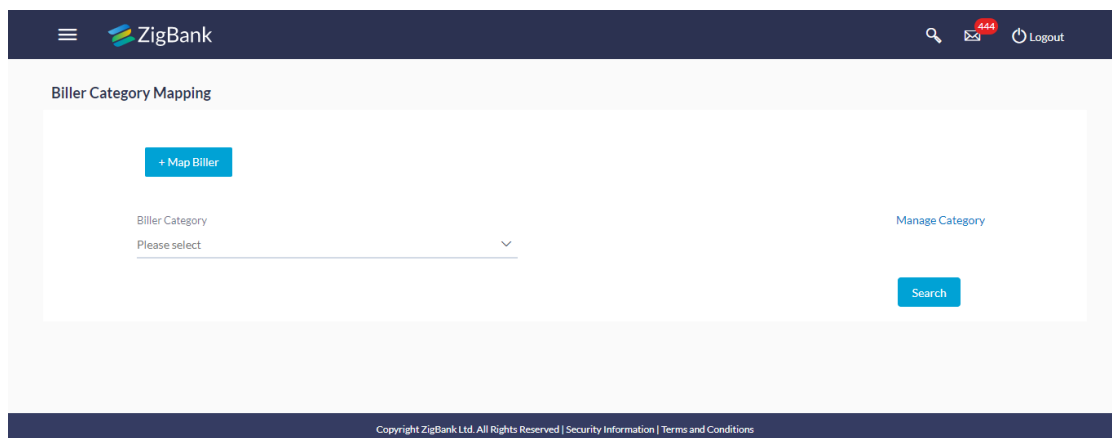 ZigBank
444
Logout
Biller Category Mapping
+ Map Biller
Biller Category
Manage Category
Please select
Search
Copyright ZigBank Ltd. All Rights Reserved | Security Information | Terms and Conditions